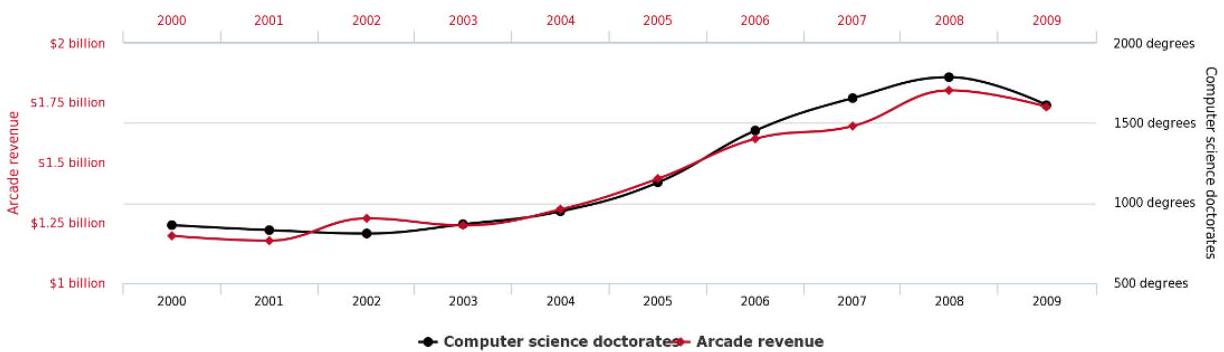 2000 2001 2002 2003 2004 2005 2006 2007 2008 2009
$2 billion
$1.75 billion
$1.5 billion
$1.25 billion
$1 billion
Arcade revenue
2000 degrees
1500 degrees
1000 degrees
500 degrees
Computer science doctorates
2000 2001 2002 2003 2004 2005 2006 2007 2008 2009
Computer science doctorates Arcade revenue